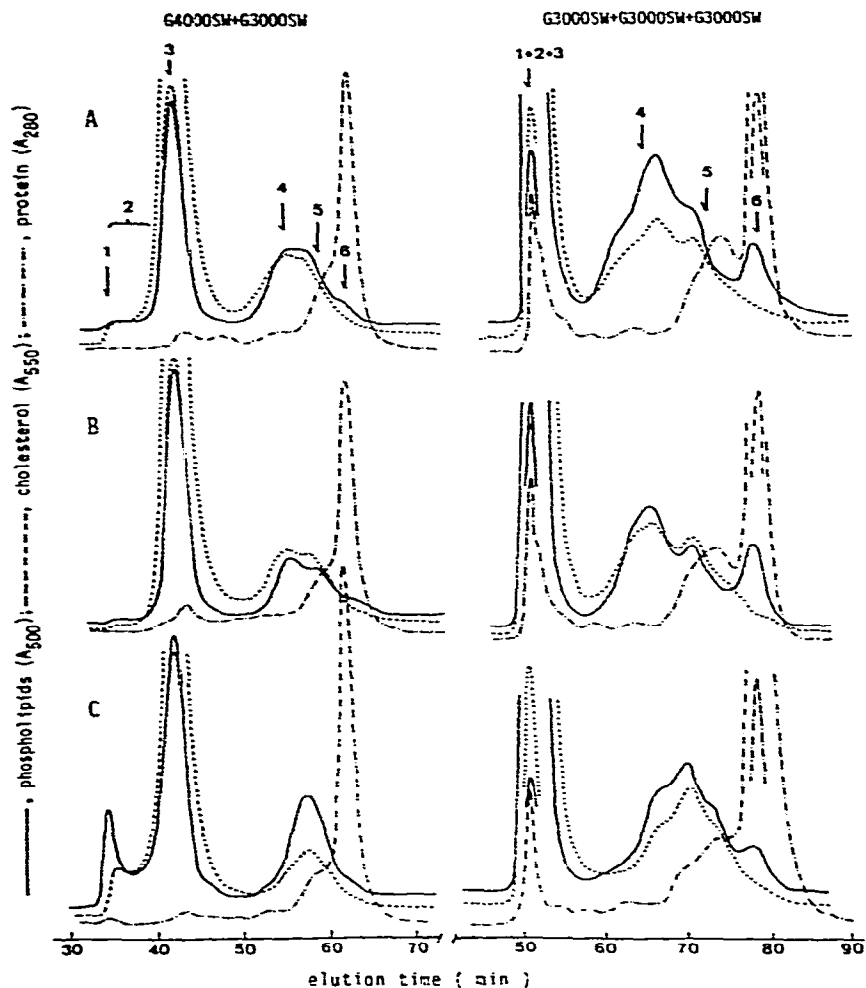 G4000SW+G3000SW
G3000SW+G3000SW+G3000SW
3
1+2+3
A
4
2
5
4
5
6
1
6
B
C
———, phospholipids (A500); --------, cholesterol (A550); —·—·—·—, protein (A280)
30 40 50 60 70 50 60 70 80 90
elution time ( min )